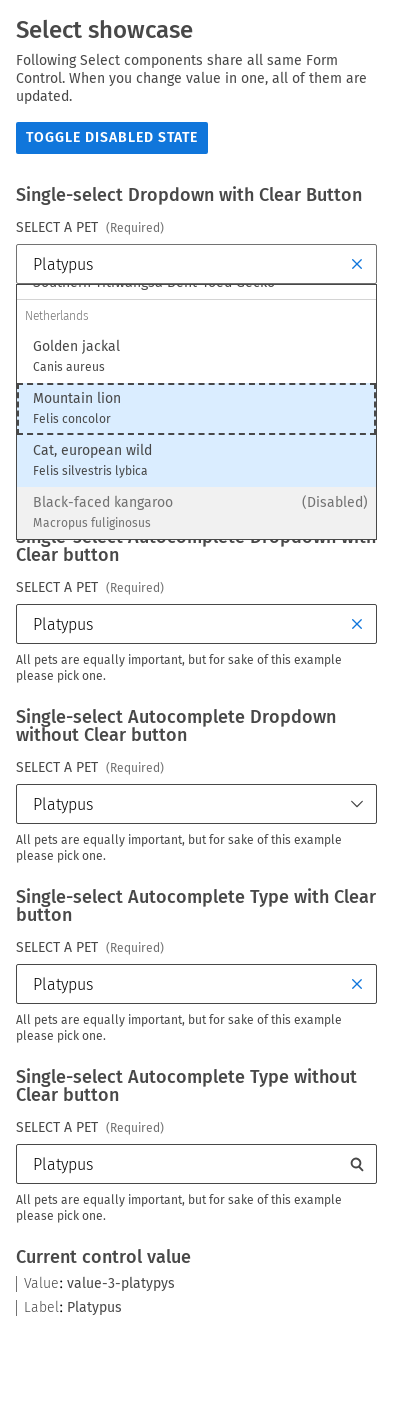 Select showcase
Following Select components share all same Form
Control. When you change value in one, all of them are
updated.
TOGGLE DISABLED STATE
Single-select Dropdown with Clear Button
SELECT A PET (Required)
Platypus
Netherlands
Golden jackal
Canis aureus
Mountain lion
Felis concolor
Cat, european wild
Felis silvestris lybica
Black-faced kangaroo (Disabled)
Macropus fuliginosus
Single-select Autocomplete Dropdown with
Clear button
SELECT A PET (Required)
Platypus
All pets are equally important, but for sake of this example
please pick one.
Single-select Autocomplete Dropdown
without Clear button
SELECT A PET (Required)
Platypus
All pets are equally important, but for sake of this example
please pick one.
Single-select Autocomplete Type with Clear
button
SELECT A PET (Required)
Platypus
All pets are equally important, but for sake of this example
please pick one.
Single-select Autocomplete Type without
Clear button
SELECT A PET (Required)
Platypus
All pets are equally important, but for sake of this example
please pick one.
Current control value
Value: value-3-platypys
Label: Platypus